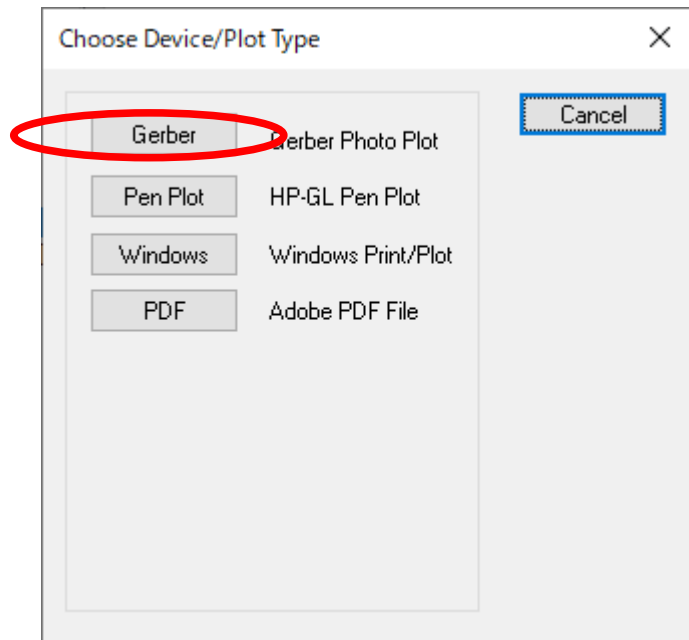 Choose Device/Plot Type
Cancel
Gerber Gerber Photo Plot
Pen Plot HP-GL Pen Plot
Windows Windows Print/Plot
PDF Adobe PDF File